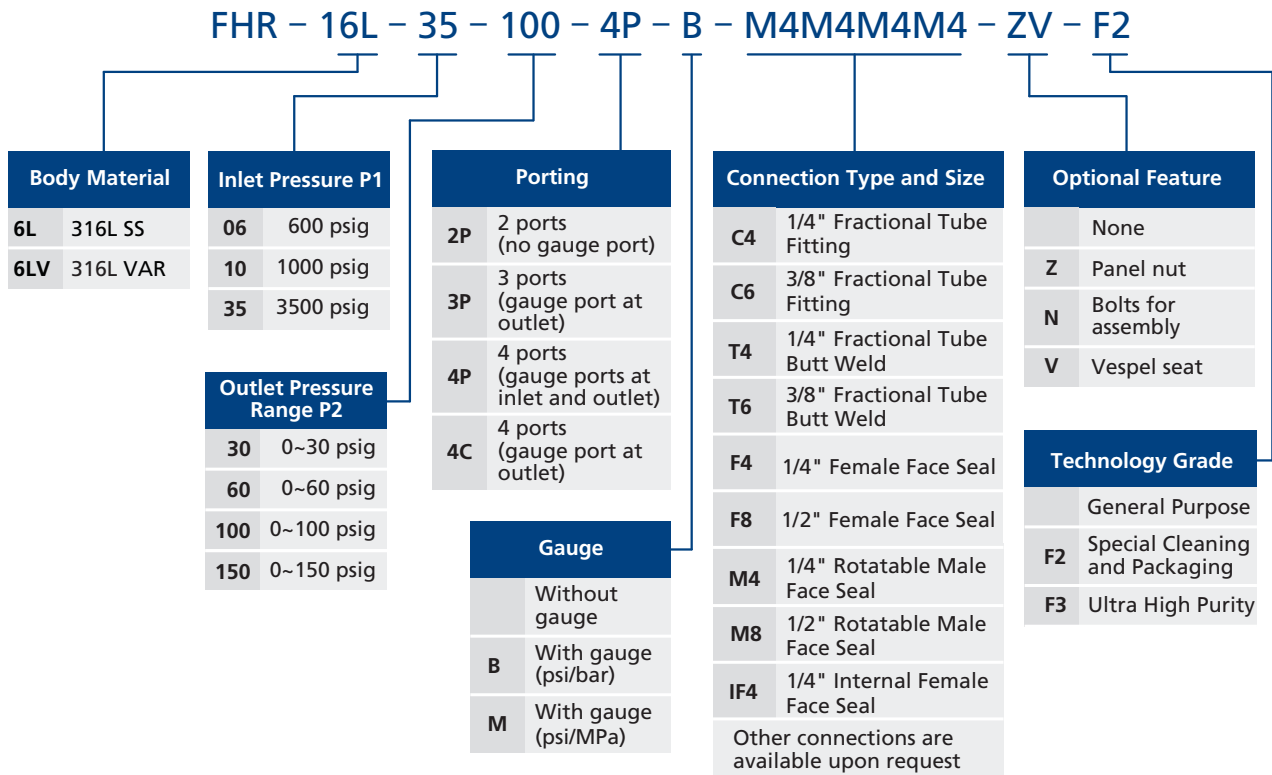 FHR – 16L – 35 – 100 – 4P – B – M4M4M4M4 – ZV – F2
Body Material
6L 316L SS
6LV 316L VAR
Inlet Pressure P1
06 600 psig
10 1000 psig
35 3500 psig
Outlet Pressure
Range P2
30 0~30 psig
60 0~60 psig
100 0~100 psig
150 0~150 psig
Porting
2P 2 ports
(no gauge port)
3P 3 ports
(gauge port at
outlet)
4P 4 ports
(gauge ports at
inlet and outlet)
4C 4 ports
(gauge port at
outlet)
Gauge
Without
gauge
B With gauge
(psi/bar)
M With gauge
(psi/MPa)
Connection Type and Size
C4 1/4" Fractional Tube
Fitting
C6 3/8" Fractional Tube
Fitting
T4 1/4" Fractional Tube
Butt Weld
T6 3/8" Fractional Tube
Butt Weld
F4 1/4" Female Face Seal
F8 1/2" Female Face Seal
M4 1/4" Rotatable Male
Face Seal
M8 1/2" Rotatable Male
Face Seal
IF4 1/4" Internal Female
Face Seal
Other connections are
available upon request
Optional Feature
None
Z Panel nut
N Bolts for
assembly
V Vespel seat
Technology Grade
General Purpose
F2 Special Cleaning
and Packaging
F3 Ultra High Purity